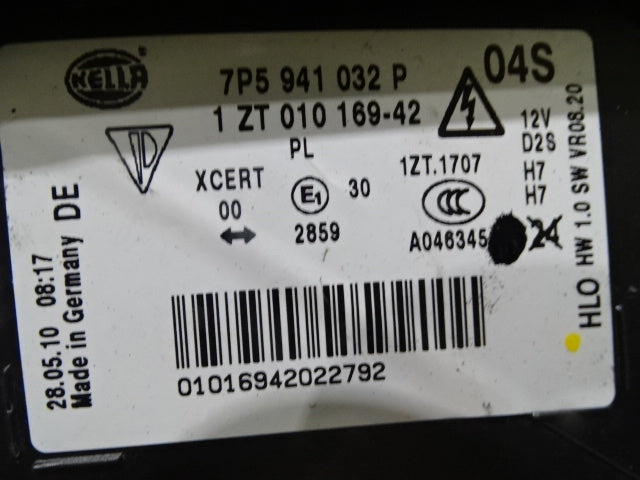 HELLA
7P5 941 032 P
04S
1 ZT 010 169-42
PL
XCERT
00
E1
30
2859
1ZT.1707
CCC
A046345
12V
D2S
H7
H7
24
HLO HW 1.0 SW VR08.20
28.05.10 08:17
Made in Germany DE
01016942022792